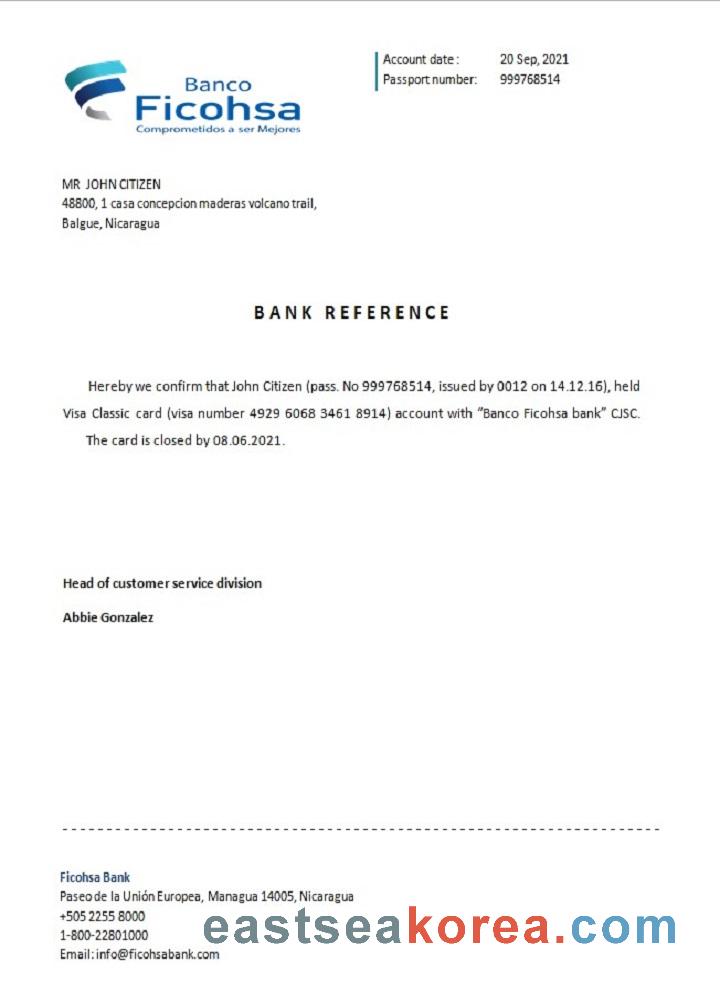 Banco
Ficohsa
Comprometidos a ser Mejores
Account date: 20 Sep, 2021
Passport number: 999768514
MR JOHN CITIZEN
48800, 1 casa concepcion maderas volcano trail,
Balgue, Nicaragua
BANK REFERENCE
Hereby we confirm that John Citizen (pass. No 999768514, issued by 0012 on 14.12.16), held
Visa Classic card (visa number 4929 6068 3461 8914) account with "Banco Ficohsa bank" CJSC.
The card is closed by 08.06.2021.
Head of customer service division
Abbie Gonzalez
Ficohsa Bank
Paseo de la Unión Europea, Managua 14005, Nicaragua
+505 2255 8000
1-800-22801000
Email: info@ficohsabank.com
eastseakorea.com